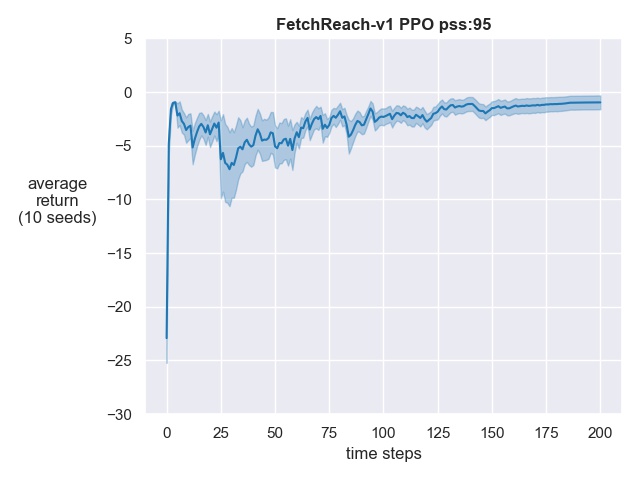 FetchReach-v1 PPO pss:95
5
0
−5
−10
−15
−20
−25
−30
average
return
(10 seeds)
0 25 50 75 100 125 150 175 200
time steps